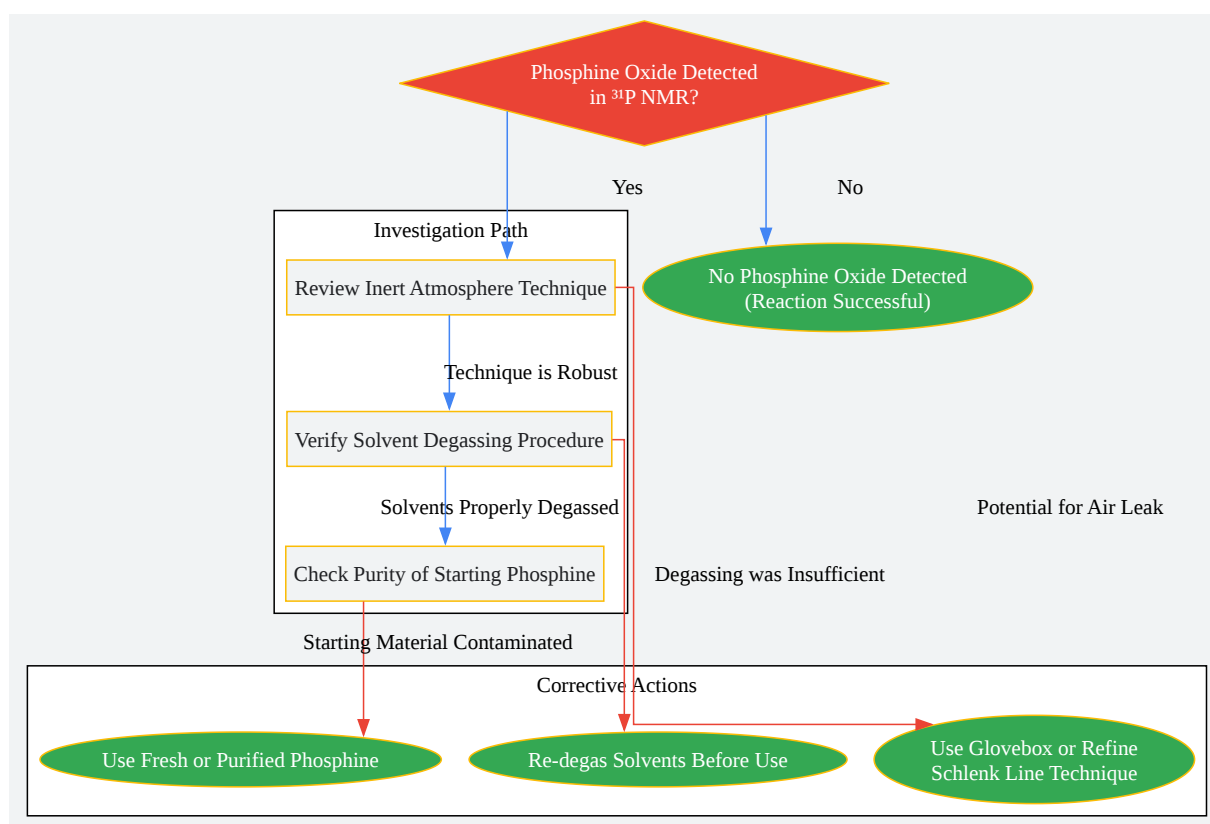 Phosphine Oxide Detected
in ³¹P NMR?
Yes
No
Investigation Path
Review Inert Atmosphere Technique
No Phosphine Oxide Detected
(Reaction Successful)
Technique is Robust
Verify Solvent Degassing Procedure
Solvents Properly Degassed
Potential for Air Leak
Check Purity of Starting Phosphine
Degassing was Insufficient
Starting Material Contaminated
Corrective Actions
Use Fresh or Purified Phosphine
Re-degas Solvents Before Use
Use Glovebox or Refine
Schlenk Line Technique